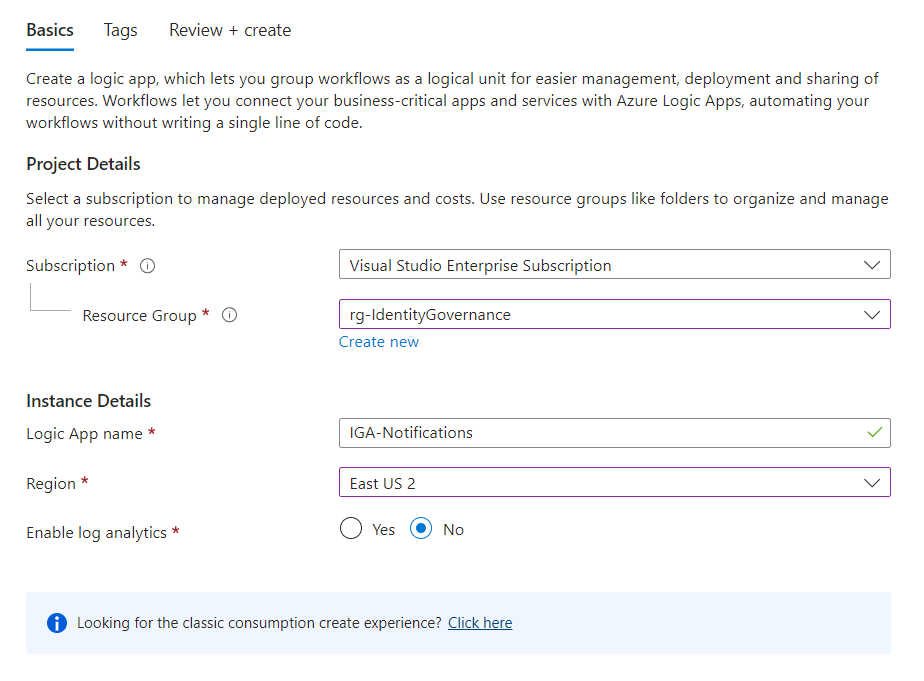 Basics Tags Review + create
Create a logic app, which lets you group workflows as a logical unit for easier management, deployment and sharing of
resources. Workflows let you connect your business-critical apps and services with Azure Logic Apps, automating your
workflows without writing a single line of code.
Project Details
Select a subscription to manage deployed resources and costs. Use resource groups like folders to organize and manage
all your resources.
Subscription * Visual Studio Enterprise Subscription
Resource Group * rg-IdentityGovernance
Create new
Instance Details
Logic App name * IGA-Notifications
Region * East US 2
Enable log analytics * Yes No
Looking for the classic consumption create experience? Click here